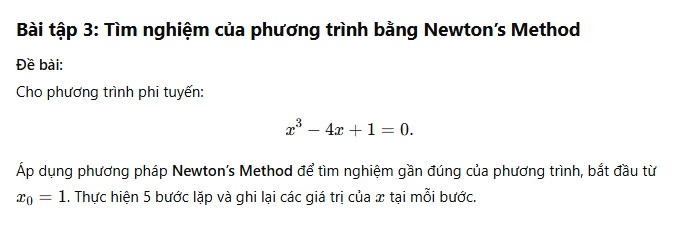 Bài tập 3: Tìm nghiệm của phương trình bằng Newton’s Method
Đề bài:
Cho phương trình phi tuyến:
x³ − 4x + 1 = 0.
Áp dụng phương pháp Newton’s Method để tìm nghiệm gần đúng của phương trình, bắt đầu từ
x₀ = 1. Thực hiện 5 bước lặp và ghi lại các giá trị của x tại mỗi bước.